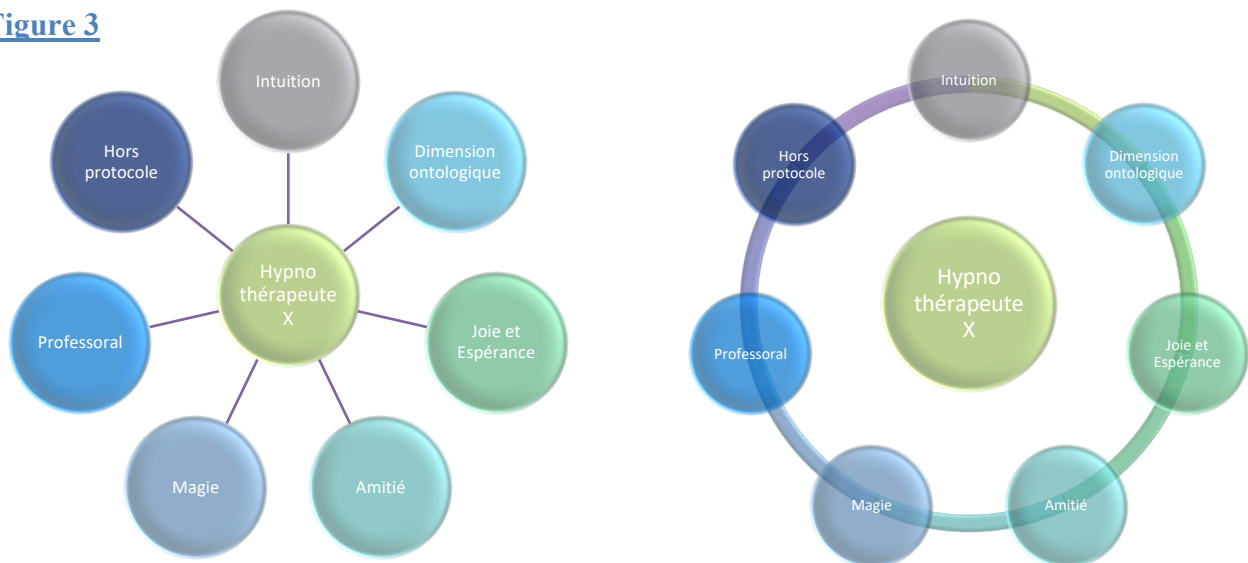 Figure 3
Intuition
Hors
protocole
Dimension
ontologique
Hypno
thérapeute
X
Professoral
Joie et
Espérance
Magie
Amitié
Intuition
Hors
protocole
Dimension
ontologique
Hypno
thérapeute
X
Professoral
Joie et
Espérance
Magie
Amitié